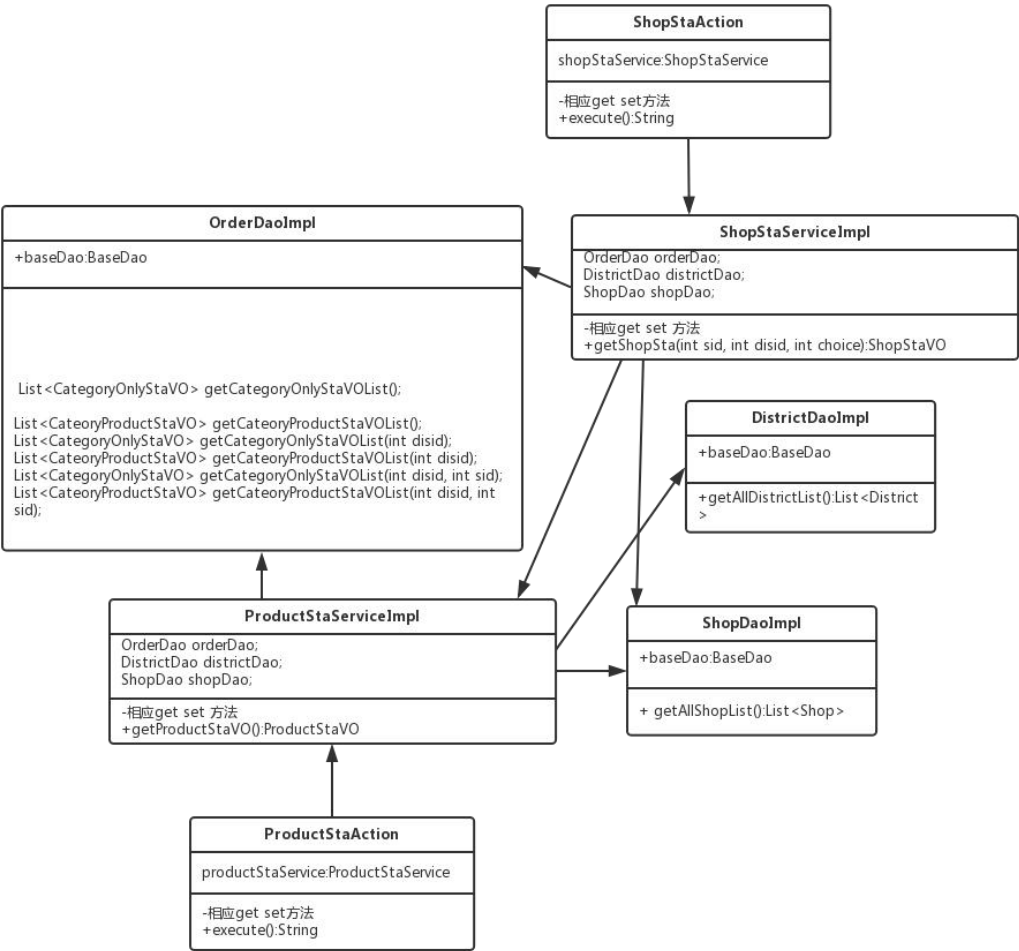 ShopStaAction
shopStaService:ShopStaService
-相应get set方法
+execute():String
OrderDaoImpl
+baseDao:BaseDao
List<CategoryOnlyStaVO> getCategoryOnlyStaVOList();
List<CateoryProductStaVO> getCateoryProductStaVOList();
List<CategoryOnlyStaVO> getCategoryOnlyStaVOList(int disid);
List<CateoryProductStaVO> getCateoryProductStaVOList(int disid);
List<CategoryOnlyStaVO> getCategoryOnlyStaVOList(int disid, int sid);
List<CateoryProductStaVO> getCateoryProductStaVOList(int disid, int
sid);
ShopStaServiceImpl
OrderDao orderDao;
DistrictDao districtDao;
ShopDao shopDao;
-相应get set 方法
+getShopSta(int sid, int disid, int choice):ShopStaVO
DistrictDaoImpl
+baseDao:BaseDao
+getAllDistrictList():List<District
>
ProductStaServiceImpl
OrderDao orderDao;
DistrictDao districtDao;
ShopDao shopDao;
-相应get set 方法
+getProductStaVO():ProductStaVO
ShopDaoImpl
+baseDao:BaseDao
+ getAllShopList():List<Shop>
ProductStaAction
productStaService:ProductStaService
-相应get set方法
+execute():String